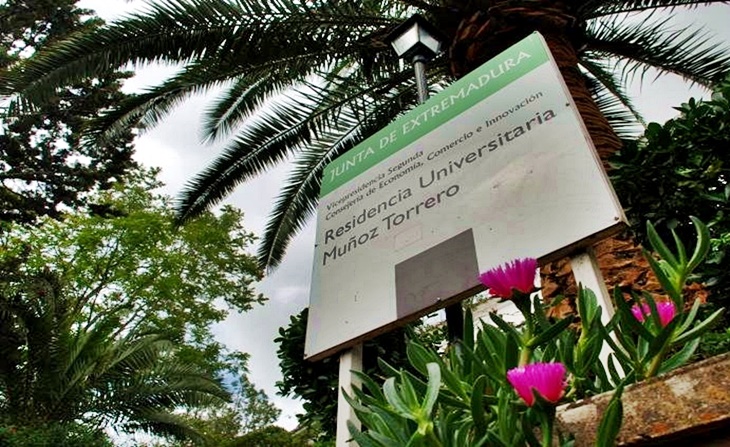 JUNTA DE EXTREMADURA
Vicepresidencia Segunda
Consejería de Economía, Comercio e Innovación
Residencia Universitaria
Muñoz Torrero